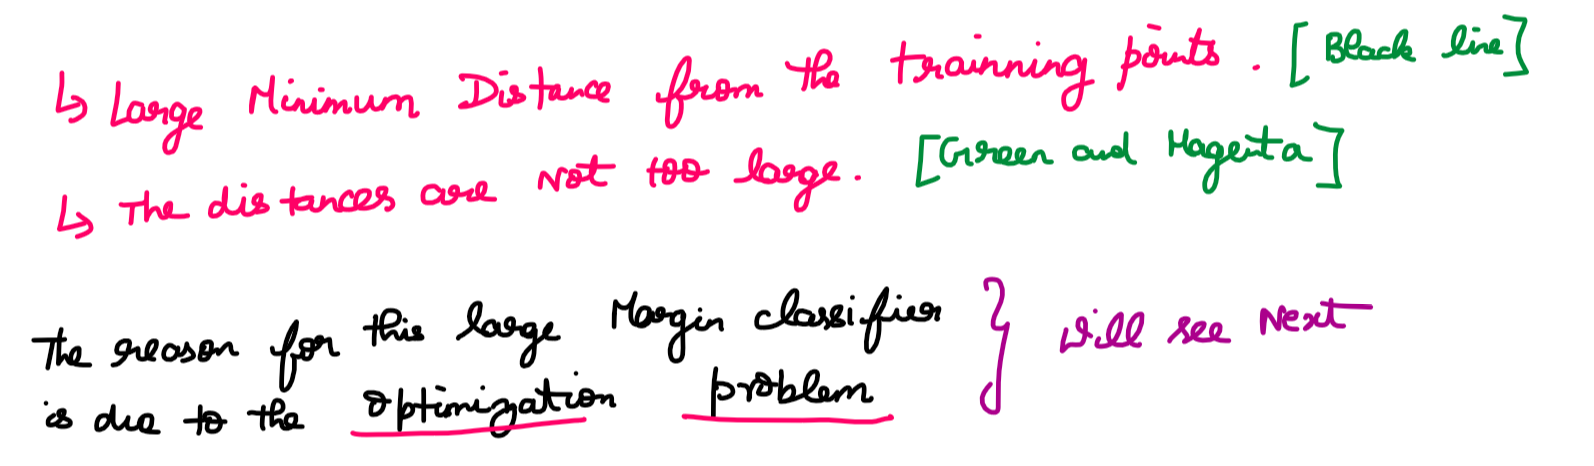 ↳ Large Minimum Distance from the trainning points. [Black line]
↳ The distances are Not too large. [Green and Magenta]
The reason for this large Margin classifier
is due to the optimization problem } will see Next